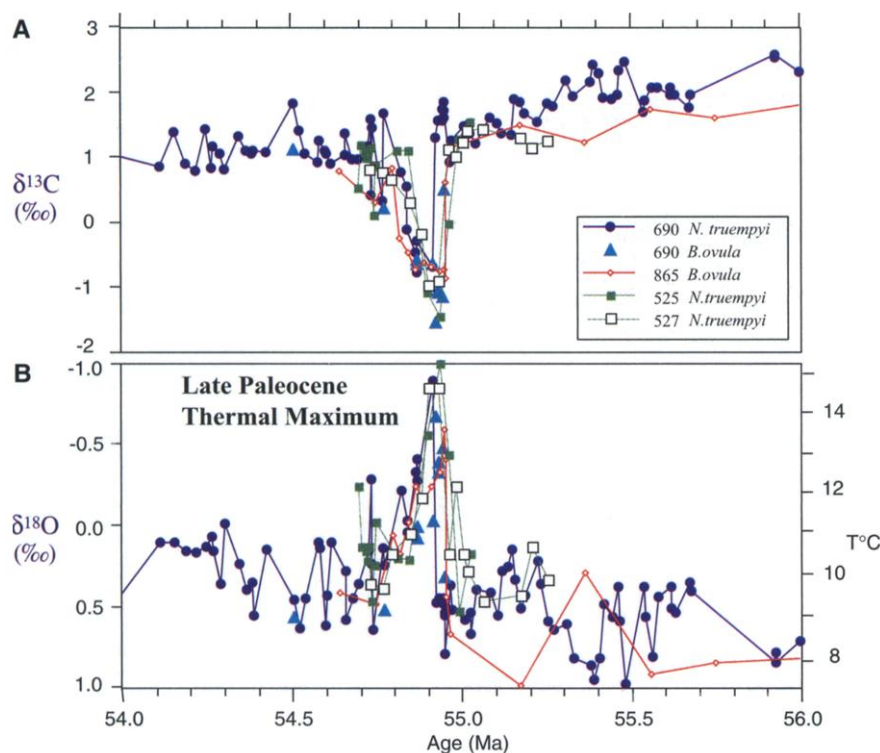 A
3
2
1
0
-1
-2
δ13C
(‰)
690 N. truempyi
690 B.ovula
865 B.ovula
525 N.truempyi
527 N.truempyi
B
-1.0
-0.5
0.0
0.5
1.0
δ18O
(‰)
Late Paleocene
Thermal Maximum
14
12
10
8
T°C
54.0 54.5 55.0 55.5 56.0
Age (Ma)